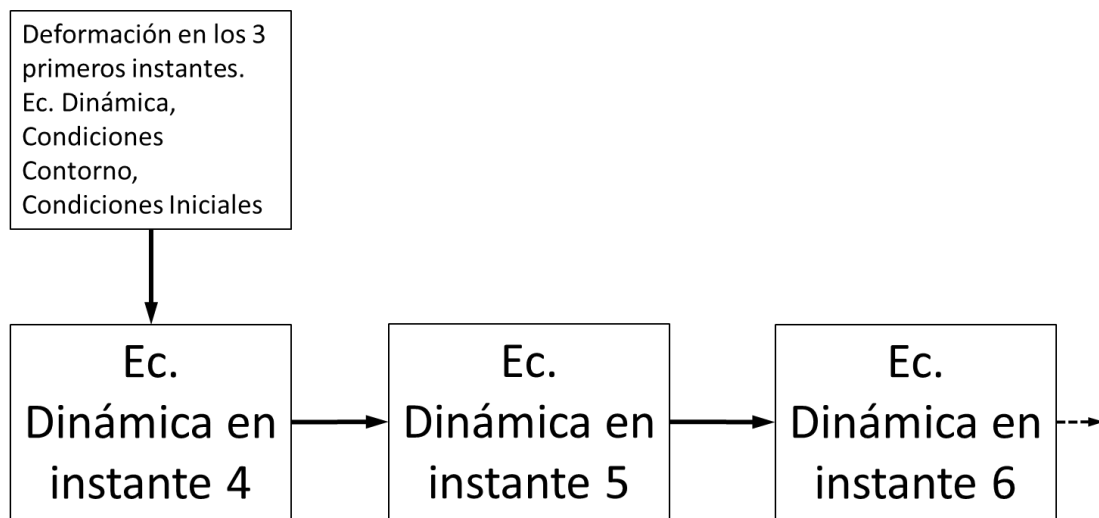 Deformación en los 3
primeros instantes.
Ec. Dinámica,
Condiciones
Contorno,
Condiciones Iniciales
Ec.
Dinámica en
instante 4
Ec.
Dinámica en
instante 5
Ec.
Dinámica en
instante 6